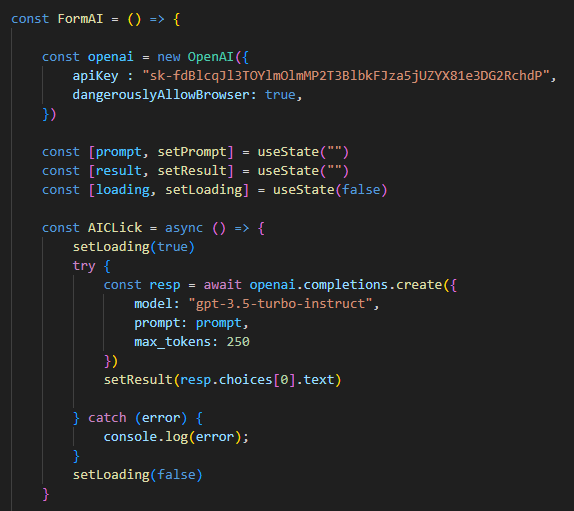 const FormAI = () => {
const openai = new OpenAI({
apiKey : "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",
dangerouslyAllowBrowser: true,
})
const [prompt, setPrompt] = useState("")
const [result, setResult] = useState("")
const [loading, setLoading] = useState(false)
const AICLick = async () => {
setLoading(true)
try {
const resp = await openai.completions.create({
model: "gpt-3.5-turbo-instruct",
prompt: prompt,
max_tokens: 250
})
setResult(resp.choices[0].text)
} catch (error) {
console.log(error);
}
setLoading(false)
}